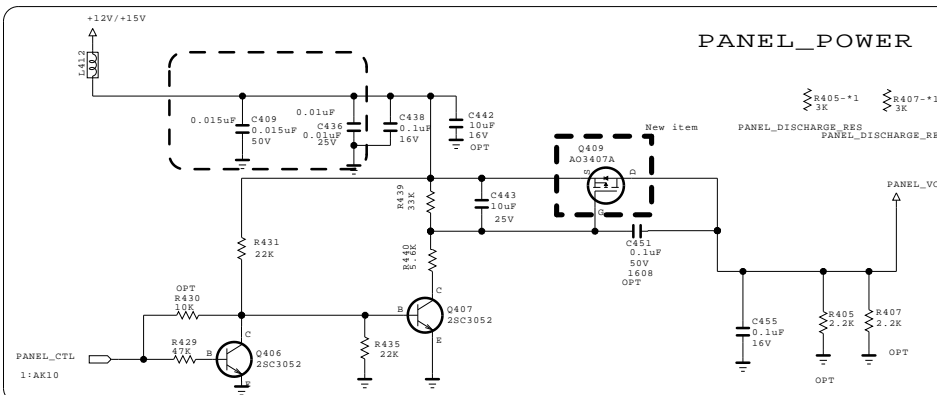 +12V/+15V
PANEL_POWER
L412
0.015uF
C409
0.015uF
50V
0.01uF
C436
0.01uF
25V
C438
0.1uF
16V
C442
10uF
16V
OPT
New item
Q409
AO3407A
S
D
G
R405-*1
3K
R407-*1
3K
PANEL_DISCHARGE_RES
PANEL_DISCHARGE_RE
PANEL_VC
R439
33K
C443
10uF
25V
R431
22K
R440
5.6K
C451
0.1uF
50V
1608
OPT
OPT
R430
10K
C
B
Q407
2SC3052
E
R429
47K
C
B
Q406
2SC3052
E
R435
22K
PANEL_CTL
1:AK10
C455
0.1uF
16V
R405
2.2K
OPT
R407
2.2K
OPT